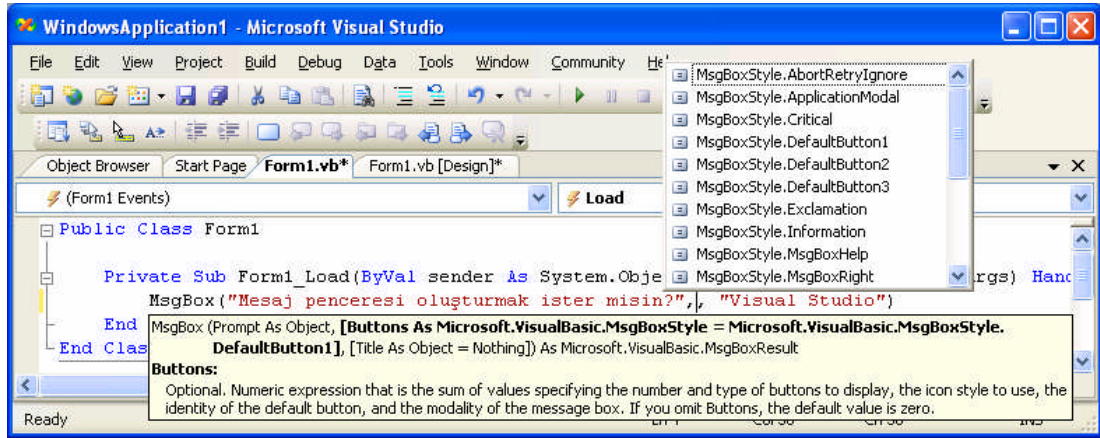 WindowsApplication1 - Microsoft Visual Studio
File Edit View Project Build Debug Data Tools Window Community
MsgBoxStyle.AbortRetryIgnore
MsgBoxStyle.ApplicationModal
MsgBoxStyle.Critical
MsgBoxStyle.DefaultButton1
MsgBoxStyle.DefaultButton2
MsgBoxStyle.DefaultButton3
MsgBoxStyle.Exclamation
MsgBoxStyle.Information
MsgBoxStyle.MsgBoxHelp
MsgBoxStyle.MsgBoxRight
Object Browser Start Page Form1.vb* Form1.vb [Design]*
(Form1 Events) Load
Public Class Form1
Private Sub Form1_Load(ByVal sender As System.Obje rgs) Hand
MsgBox("Mesaj penceresi oluşturmak ister misin?",, "Visual Studio")
End
End Clas
MsgBox (Prompt As Object, [Buttons As Microsoft.VisualBasic.MsgBoxStyle = Microsoft.VisualBasic.MsgBoxStyle.
DefaultButton1], [Title As Object = Nothing]) As Microsoft.VisualBasic.MsgBoxResult
Buttons:
Optional. Numeric expression that is the sum of values specifying the number and type of buttons to display, the icon style to use, the
identity of the default button, and the modality of the message box. If you omit Buttons, the default value is zero.
Ready